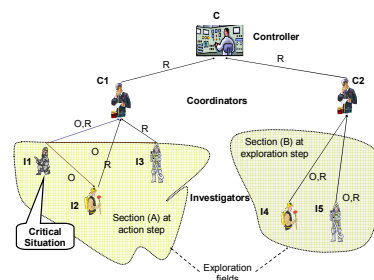 C
Controller
R
R
C1
C2
Coordinators
O,R
R
R
O
O
I1
I3
I2
Critical
Situation
Section (A) at
action step
Investigators
Section (B) at
exploration step
O,R
O,R
I4
I5
Exploration
fields